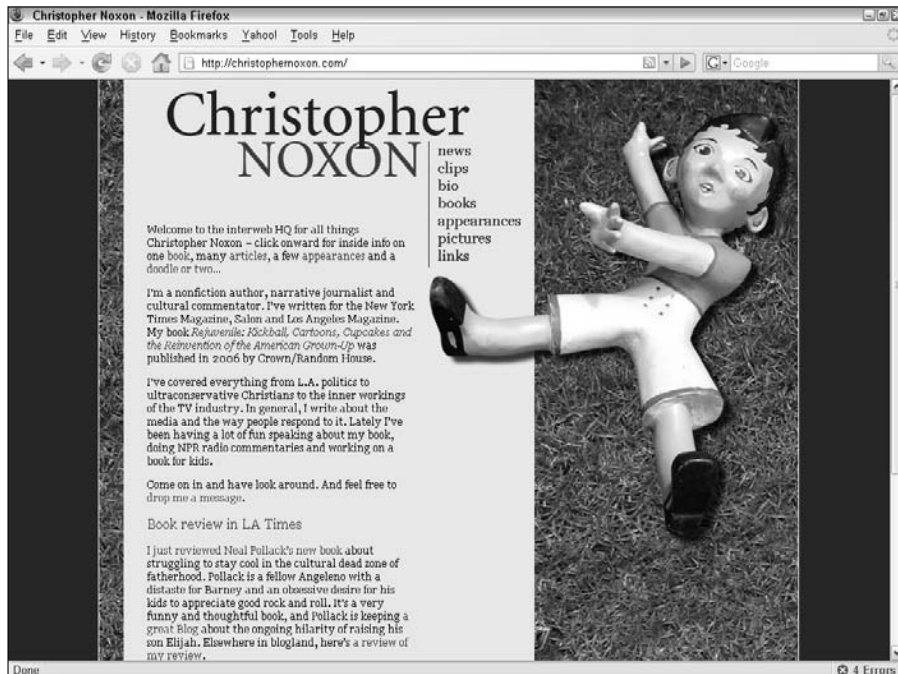 Christopher Noxon - Mozilla Firefox
File Edit View History Bookmarks Yahoo! Tools Help
http://christophernoxon.com/
G Google
Christopher
NOXON
news
clips
bio
books
appearances
pictures
links
Welcome to the interweb HQ for all things
Christopher Noxon – click onward for inside info on
one book, many articles, a few appearances and a
doodle or two...
I'm a nonfiction author, narrative journalist and
cultural commentator. I've written for the New York
Times Magazine, Salon and Los Angeles Magazine.
My book Rejuvenile: Kickball, Cartoons, Cupcakes and
the Reinvention of the American Grown-Up was
published in 2006 by Crown/Random House.
I've covered everything from L.A. politics to
ultraconservative Christians to the inner workings
of the TV industry. In general, I write about the
media and the way people respond to it. Lately I've
been having a lot of fun speaking about my book,
doing NPR radio commentaries and working on a
book for kids.
Come on in and have look around. And feel free to
drop me a message.
Book review in LA Times
I just reviewed Neal Pollack's new book about
struggling to stay cool in the cultural dead zone of
fatherhood. Pollack is a fellow Angeleno with a
distaste for Barney and an obsessive desire for his
kids to appreciate good rock and roll. It's a very
funny and thoughtful book, and Pollack is keeping a
great Blog about the ongoing hilarity of raising his
son Elijah. Elsewhere in blogland, here's a review of
my review.
Done
4 Errors